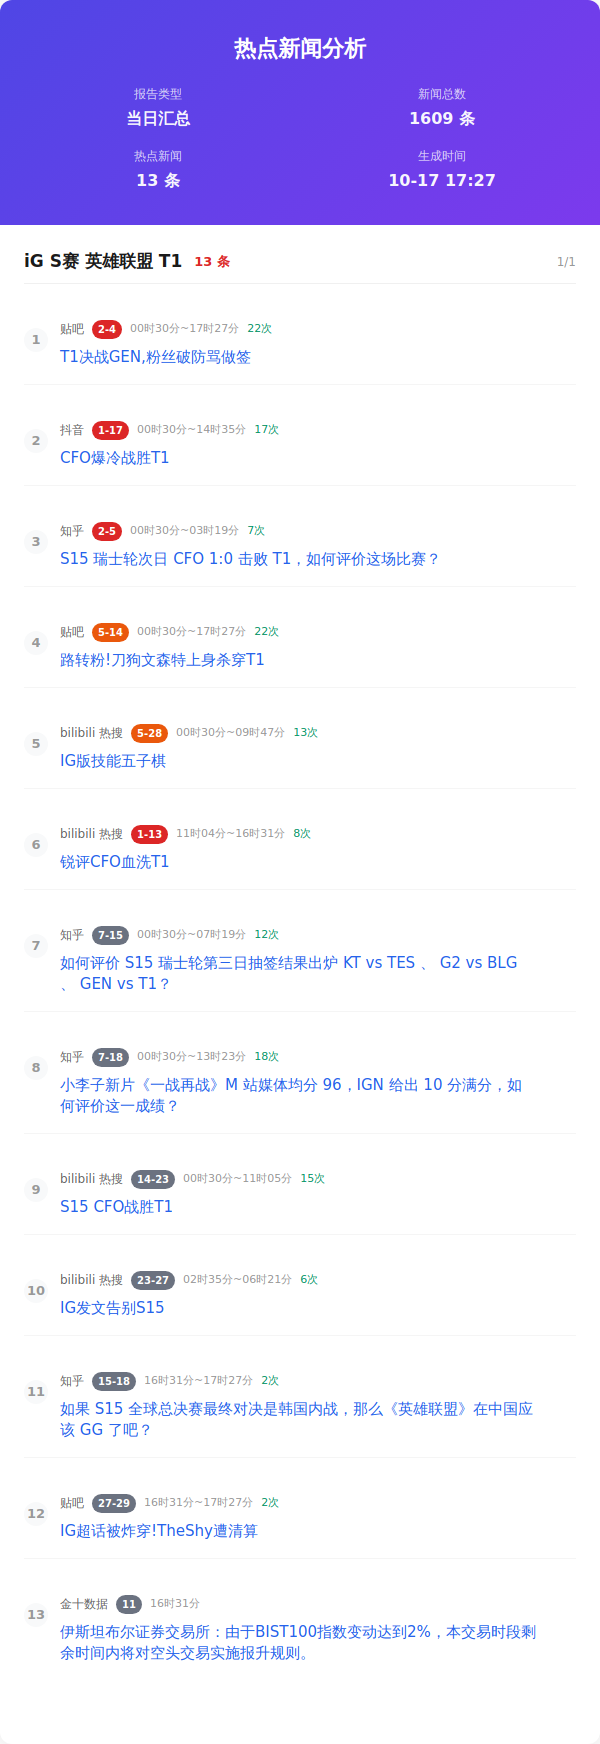 热点新闻分析
报告类型
当日汇总
新闻总数
1609 条
热点新闻
13 条
生成时间
10-17 17:27
iG S赛 英雄联盟 T1 13 条 1/1
1
贴吧 2-4 00时30分~17时27分 22次
T1决战GEN,粉丝破防骂做签
2
抖音 1-17 00时30分~14时35分 17次
CFO爆冷战胜T1
3
知乎 2-5 00时30分~03时19分 7次
S15 瑞士轮次日 CFO 1:0 击败 T1，如何评价这场比赛？
4
贴吧 5-14 00时30分~17时27分 22次
路转粉!刀狗文森特上身杀穿T1
5
bilibili 热搜 5-28 00时30分~09时47分 13次
IG版技能五子棋
6
bilibili 热搜 1-13 11时04分~16时31分 8次
锐评CFO血洗T1
7
知乎 7-15 00时30分~07时19分 12次
如何评价 S15 瑞士轮第三日抽签结果出炉 KT vs TES 、 G2 vs BLG
、 GEN vs T1？
8
知乎 7-18 00时30分~13时23分 18次
小李子新片《一战再战》M 站媒体均分 96，IGN 给出 10 分满分，如
何评价这一成绩？
9
bilibili 热搜 14-23 00时30分~11时05分 15次
S15 CFO战胜T1
10
bilibili 热搜 23-27 02时35分~06时21分 6次
IG发文告别S15
11
知乎 15-18 16时31分~17时27分 2次
如果 S15 全球总决赛最终对决是韩国内战，那么《英雄联盟》在中国应
该 GG 了吧？
12
贴吧 27-29 16时31分~17时27分 2次
IG超话被炸穿!TheShy遭清算
13
金十数据 11 16时31分
伊斯坦布尔证券交易所：由于BIST100指数变动达到2%，本交易时段剩
余时间内将对空头交易实施报升规则。